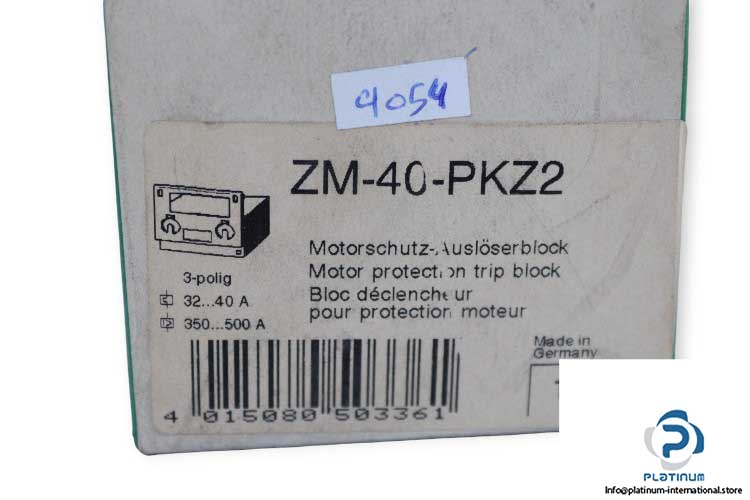 9054
ZM-40-PKZ2
Motorschutz-Auslöserblock
Motor protection trip block
Bloc déclencheur
pour protection moteur
3-polig
32...40 A
350...500 A
Made in
Germany
4 015080 503361
PLATINUM
Info@platinum-international.store